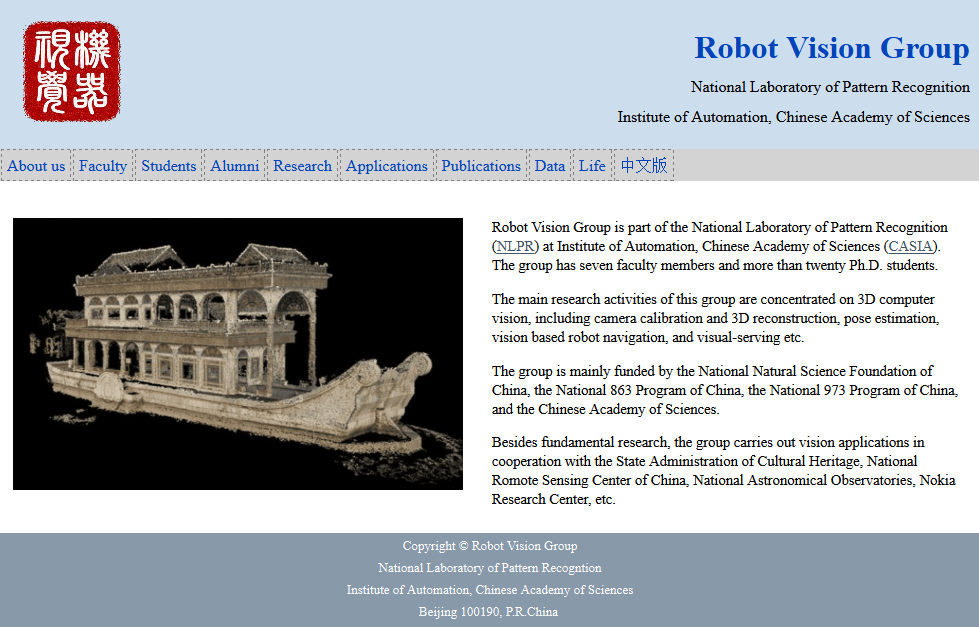 機器
視覺
Robot Vision Group
National Laboratory of Pattern Recognition
Institute of Automation, Chinese Academy of Sciences
About us Faculty Students Alumni Research Applications Publications Data Life 中文版
Robot Vision Group is part of the National Laboratory of Pattern Recognition
(NLPR) at Institute of Automation, Chinese Academy of Sciences (CASIA).
The group has seven faculty members and more than twenty Ph.D. students.
The main research activities of this group are concentrated on 3D computer
vision, including camera calibration and 3D reconstruction, pose estimation,
vision based robot navigation, and visual-serving etc.
The group is mainly funded by the National Natural Science Foundation of
China, the National 863 Program of China, the National 973 Program of China,
and the Chinese Academy of Sciences.
Besides fundamental research, the group carries out vision applications in
cooperation with the State Administration of Cultural Heritage, National
Romote Sensing Center of China, National Astronomical Observatories, Nokia
Research Center, etc.
Copyright © Robot Vision Group
National Laboratory of Pattern Recogntion
Institute of Automation, Chinese Academy of Sciences
Beijing 100190, P.R.China